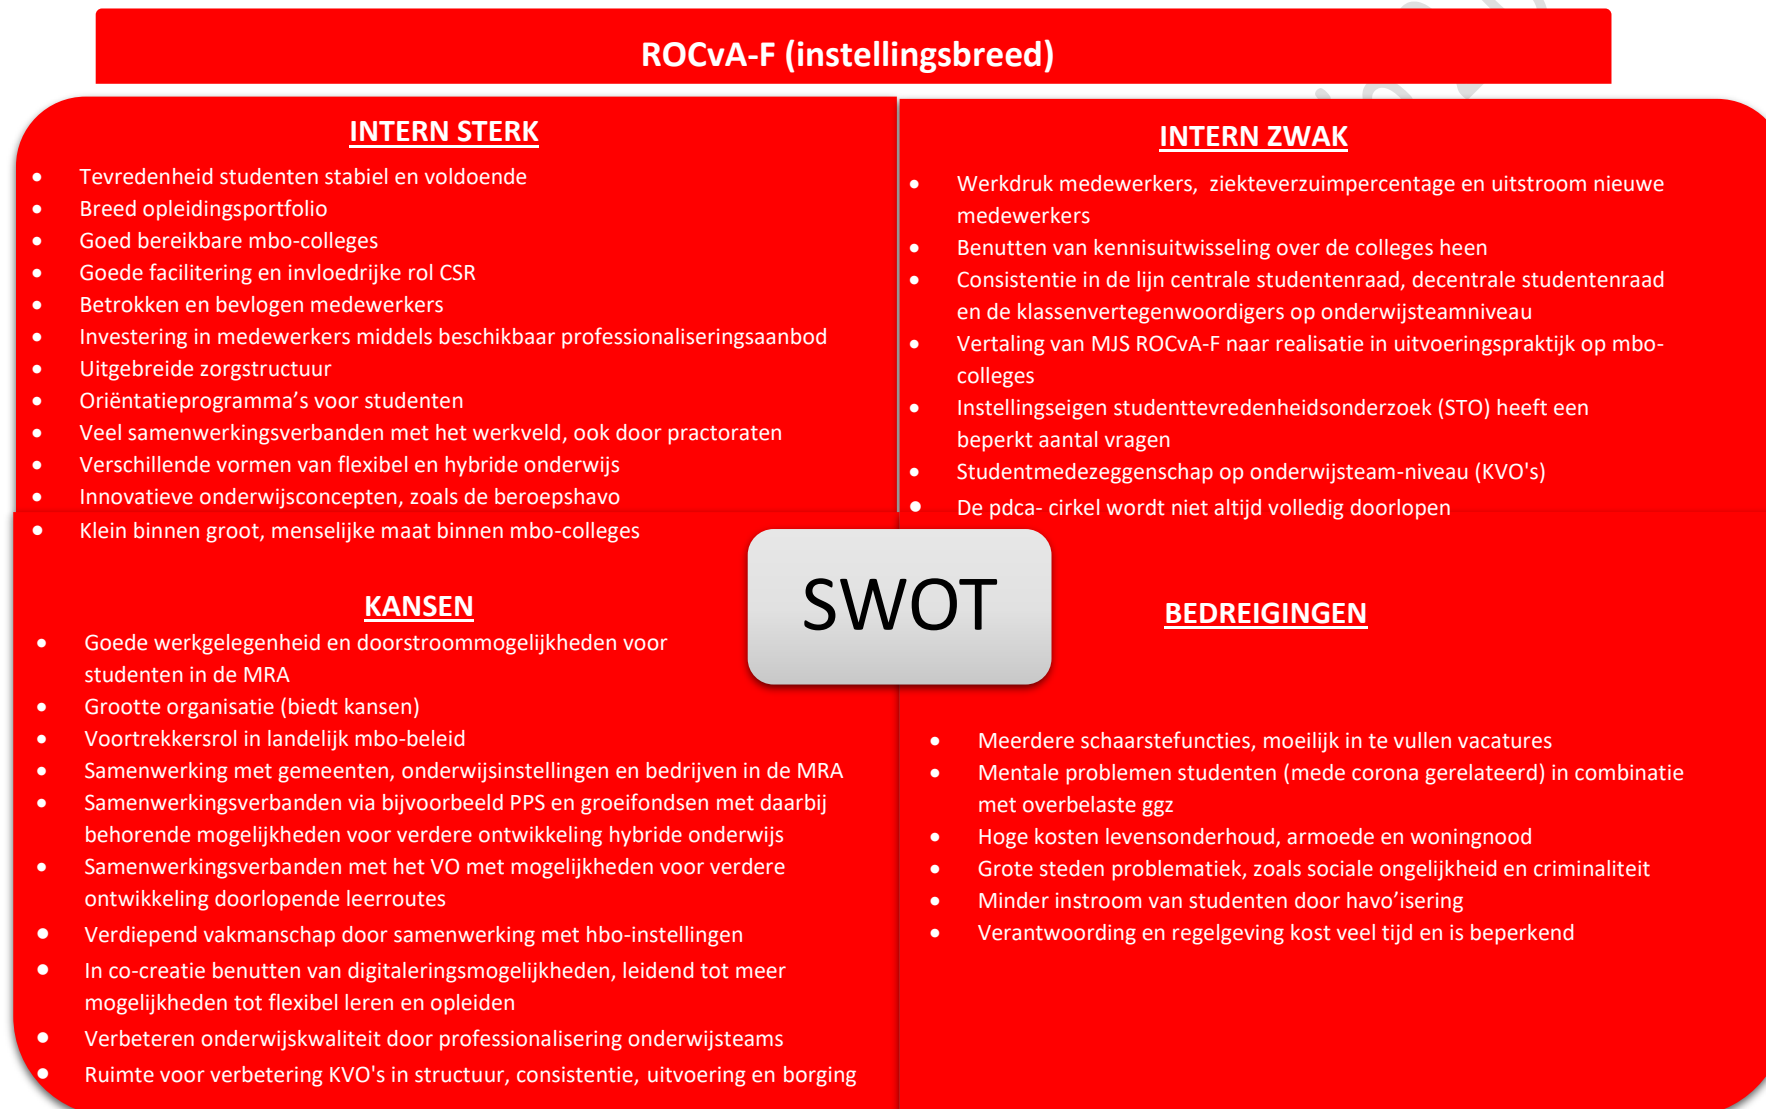 ROCvA-F (instellingsbreed)
INTERN STERK
• Tevredenheid studenten stabiel en voldoende
• Breed opleidingsportfolio
• Goed bereikbare mbo-colleges
• Goede facilitering en invloedrijke rol CSR
• Betrokken en bevlogen medewerkers
• Investering in medewerkers middels beschikbaar professionaliseringsaanbod
• Uitgebreide zorgstructuur
• Oriëntatieprogramma’s voor studenten
• Veel samenwerkingsverbanden met het werkveld, ook door practoraten
• Verschillende vormen van flexibel en hybride onderwijs
• Innovatieve onderwijsconcepten, zoals de beroepshavo
• Klein binnen groot, menselijke maat binnen mbo-colleges
INTERN ZWAK
• Werkdruk medewerkers, ziekteverzuimpercentage en uitstroom nieuwe
medewerkers
• Benutten van kennisuitwisseling over de colleges heen
• Consistentie in de lijn centrale studentenraad, decentrale studentenraad
en de klassenvertegenwoordigers op onderwijsteamniveau
• Vertaling van MJS ROCvA-F naar realisatie in uitvoeringspraktijk op mbo-
colleges
• Instellingseigen studenttevredenheidsonderzoek (STO) heeft een
beperkt aantal vragen
• Studentmedezeggenschap op onderwijsteam-niveau (KVO's)
• De pdca- cirkel wordt niet altijd volledig doorlopen
SWOT
KANSEN
• Goede werkgelegenheid en doorstroommogelijkheden voor
studenten in de MRA
• Grootte organisatie (biedt kansen)
• Voortrekkersrol in landelijk mbo-beleid
• Samenwerking met gemeenten, onderwijsinstellingen en bedrijven in de MRA
• Samenwerkingsverbanden via bijvoorbeeld PPS en groeifondsen met daarbij
behorende mogelijkheden voor verdere ontwikkeling hybride onderwijs
• Samenwerkingsverbanden met het VO met mogelijkheden voor verdere
ontwikkeling doorlopende leerroutes
• Verdiepend vakmanschap door samenwerking met hbo-instellingen
• In co-creatie benutten van digitaleringsmogelijkheden, leidend tot meer
mogelijkheden tot flexibel leren en opleiden
• Verbeteren onderwijskwaliteit door professionalisering onderwijsteams
• Ruimte voor verbetering KVO's in structuur, consistentie, uitvoering en borging
BEDREIGINGEN
• Meerdere schaarstefuncties, moeilijk in te vullen vacatures
• Mentale problemen studenten (mede corona gerelateerd) in combinatie
met overbelaste ggz
• Hoge kosten levensonderhoud, armoede en woningnood
• Grote steden problematiek, zoals sociale ongelijkheid en criminaliteit
• Minder instroom van studenten door havo’isering
• Verantwoording en regelgeving kost veel tijd en is beperkend